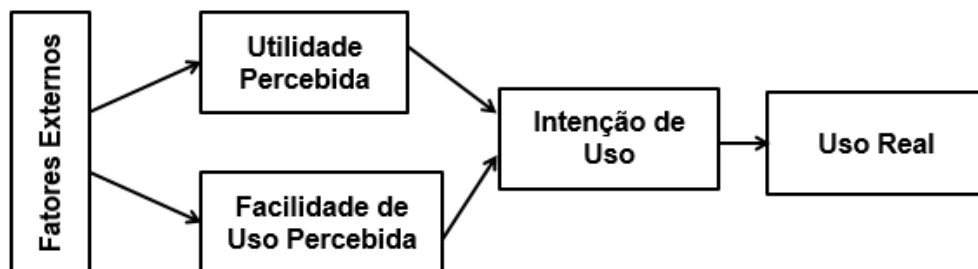 Fatores Externos
Utilidade
Percebida
Facilidade de
Uso Percebida
Intenção de
Uso
Uso Real